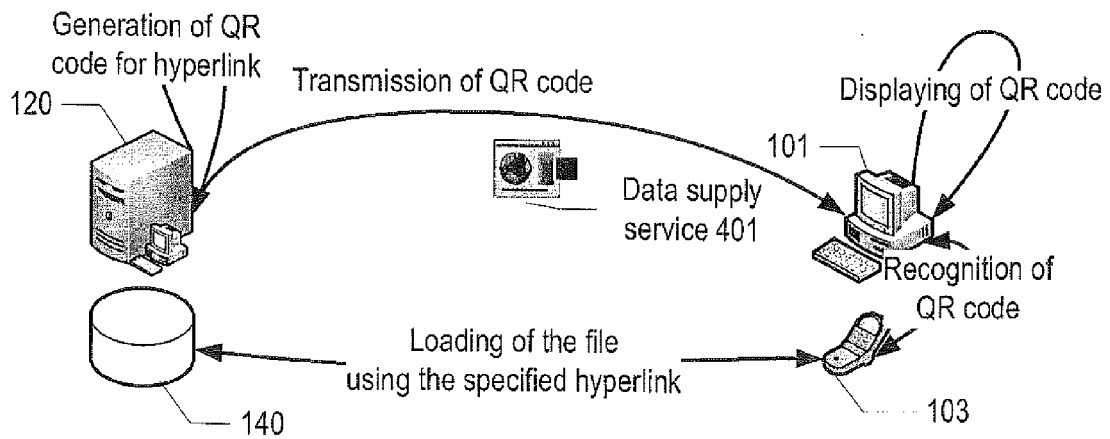 Generation of QR
code for hyperlink
120
Transmission of QR code
Displaying of QR code
101
Data supply
service 401
Recognition of
QR code
Loading of the file
using the specified hyperlink
140
103